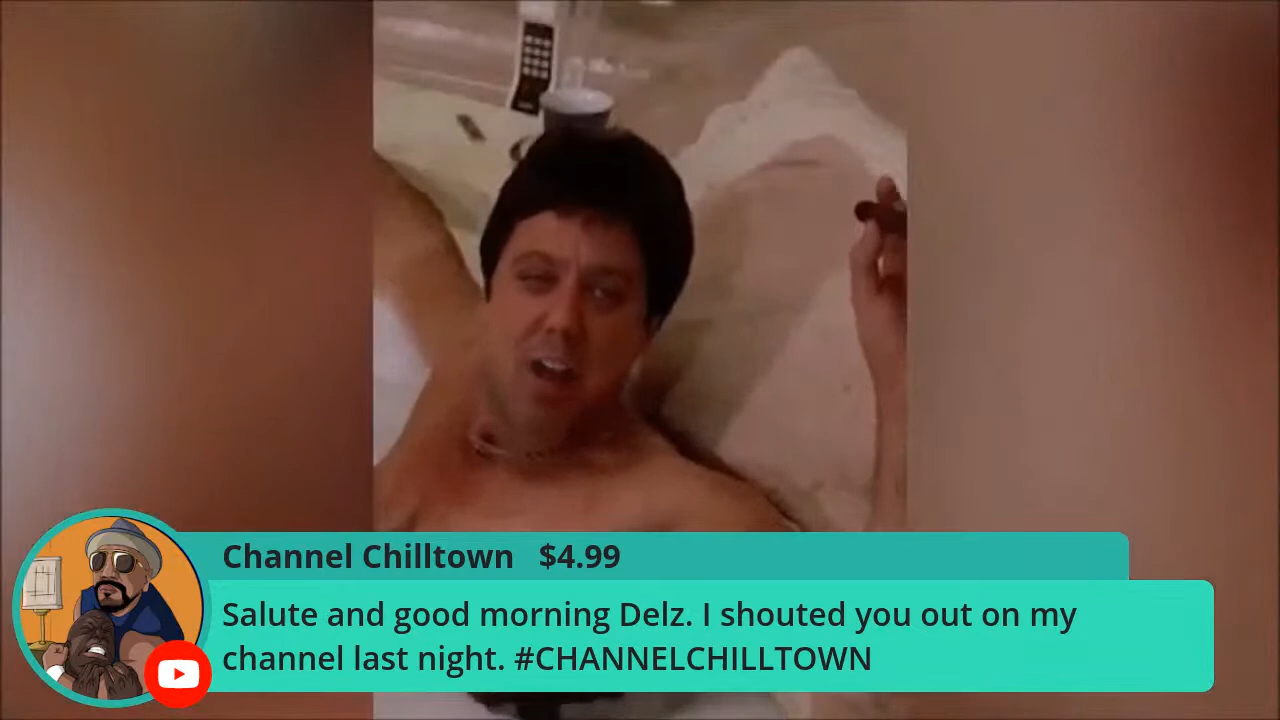 Channel Chilltown $4.99
Salute and good morning Delz. I shouted you out on my
channel last night. #CHANNELCHILLTOWN